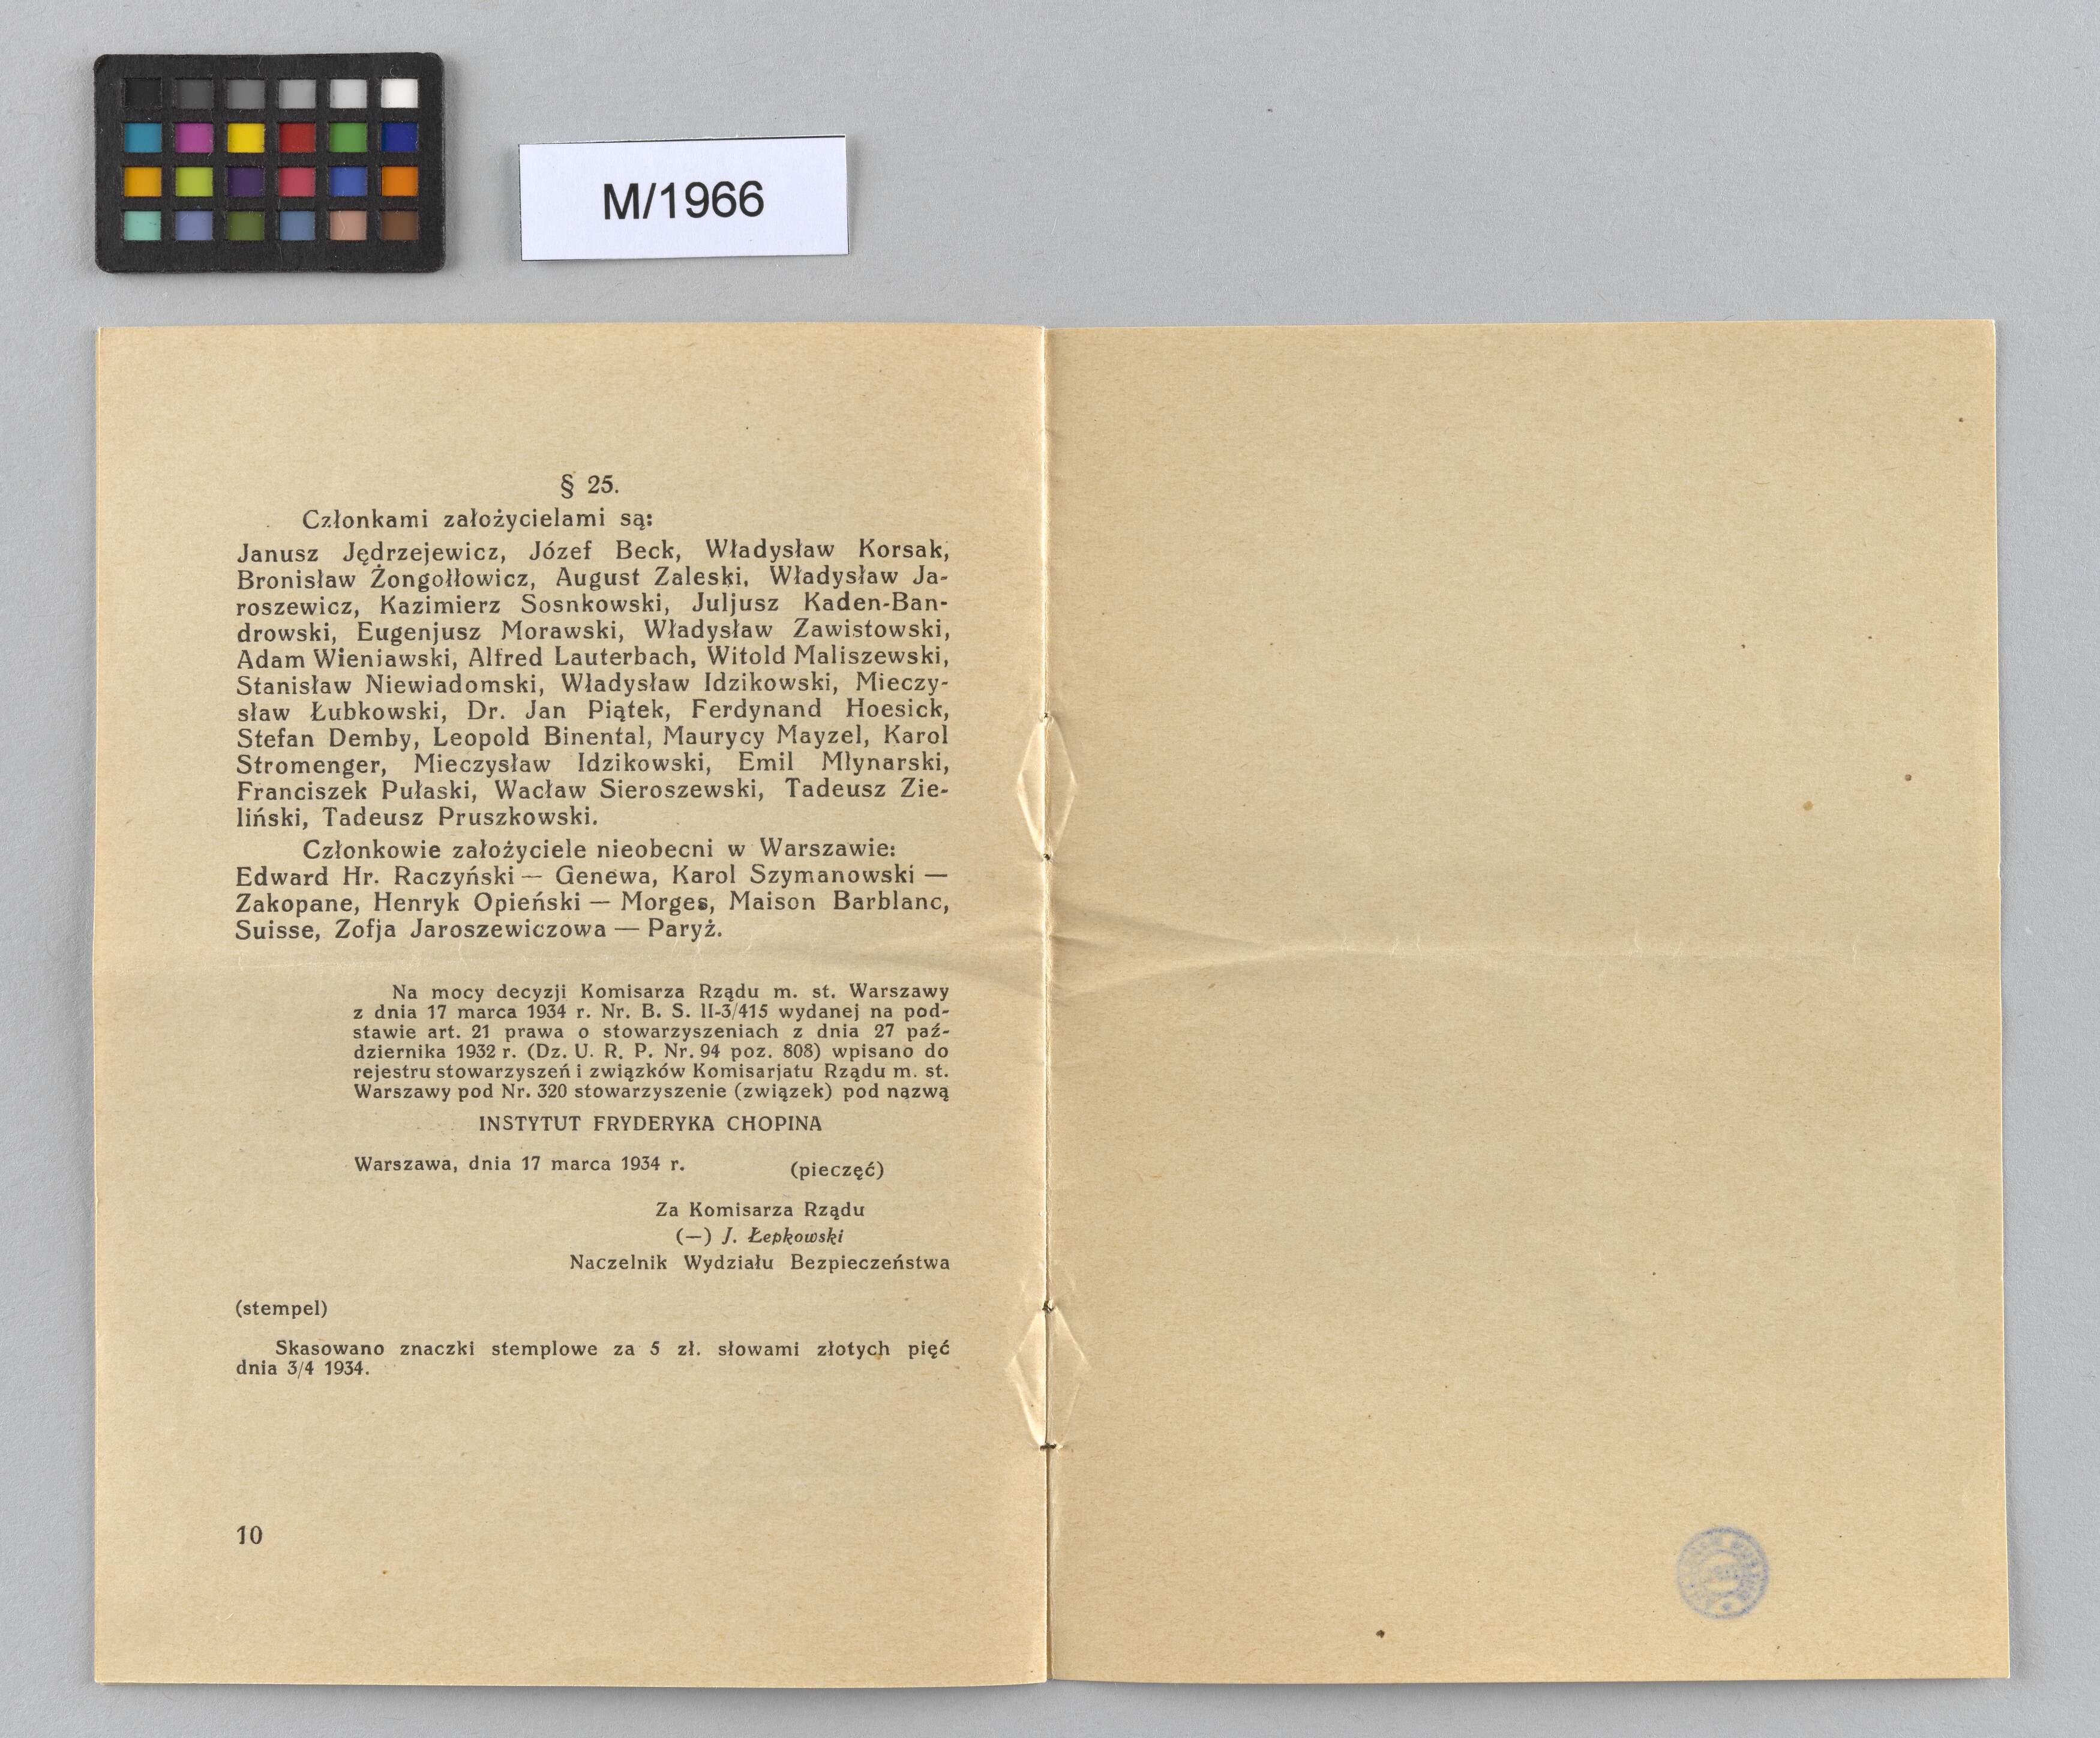 M/1966
§ 25.
Członkami założycielami są:
Janusz Jędrzejewicz, Józef Beck, Władysław Korsak,
Bronisław Żongołłowicz, August Zaleski, Władysław Ja-
roszewicz, Kazimierz Sosnkowski, Juljusz Kaden-Ban-
drowski, Eugenjusz Morawski, Władysław Zawistowski,
Adam Wieniawski, Alfred Lauterbach, Witold Maliszewski,
Stanisław Niewiadomski, Władysław Idzikowski, Mieczy-
sław Łubkowski, Dr. Jan Piątek, Ferdynand Hoesick,
Stefan Demby, Leopold Binental, Maurycy Mayzel, Karol
Stromenger, Mieczysław Idzikowski, Emil Młynarski,
Franciszek Pułaski, Wacław Sieroszewski, Tadeusz Zie-
liński, Tadeusz Pruszkowski.
Członkowie założyciele nieobecni w Warszawie:
Edward Hr. Raczyński — Genewa, Karol Szymanowski —
Zakopane, Henryk Opieński — Morges, Maison Barblanc,
Suisse, Zofja Jaroszewiczowa — Paryż.
Na mocy decyzji Komisarza Rządu m. st. Warszawy
z dnia 17 marca 1934 r. Nr. B. S. II-3/415 wydanej na pod-
stawie art. 21 prawa o stowarzyszeniach z dnia 27 paź-
dziernika 1932 r. (Dz. U. R. P. Nr. 94 poz. 808) wpisano do
rejestru stowarzyszeń i związków Komisarjatu Rządu m. st.
Warszawy pod Nr. 320 stowarzyszenie (związek) pod nązwą
INSTYTUT FRYDERYKA CHOPINA
Warszawa, dnia 17 marca 1934 r. (pieczęć)
Za Komisarza Rządu
(—) J. Łepkowski
Naczelnik Wydziału Bezpieczeństwa
(stempel)
Skasowano znaczki stemplowe za 5 zł. słowami złotych pięć
dnia 3/4 1934.
10